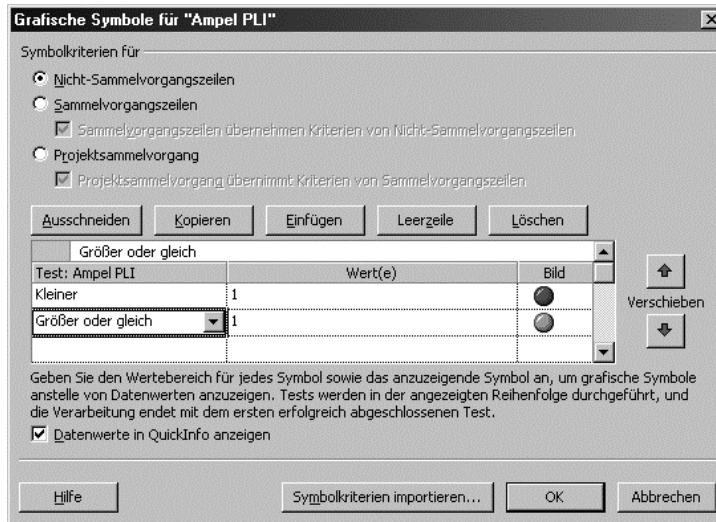 Grafische Symbole für "Ampel PLI"
Symbolkriterien für
Nicht-Sammelvorgangszeilen
Sammelvorgangszeilen
Sammelvorgangszeilen übernehmen Kriterien von Nicht-Sammelvorgangszeilen
Projektsammelvorgang
Projektsammelvorgang übernimmt Kriterien von Sammelvorgangszeilen
Ausschneiden Kopieren Einfügen Leerzeile Löschen
Größer oder gleich
Test: Ampel PLI Wert(e) Bild
Kleiner 1
Verschieben
Größer oder gleich 1
Geben Sie den Wertebereich für jedes Symbol sowie das anzuzeigende Symbol an, um grafische Symbole
anstelle von Datenwerten anzuzeigen. Tests werden in der angezeigten Reihenfolge durchgeführt, und
die Verarbeitung endet mit dem ersten erfolgreich abgeschlossenen Test.
Datenwerte in QuickInfo anzeigen
Hilfe Symbolkriterien importieren... OK Abbrechen